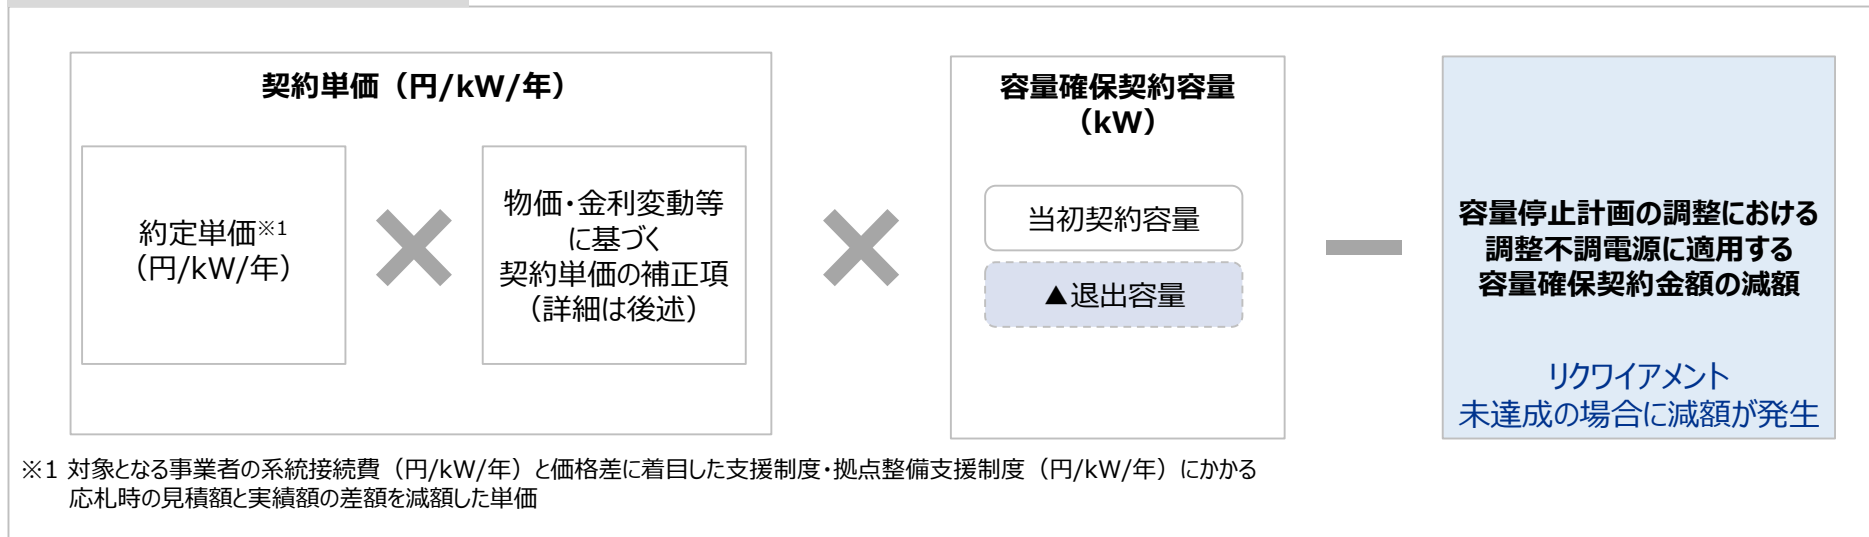 契約単価（円/kW/年）
約定単価※1
（円/kW/年）
物価・金利変動等
に基づく
契約単価の補正項
（詳細は後述）
容量確保契約容量
（kW）
当初契約容量
▲退出容量
容量停止計画の調整における
調整不調電源に適用する
容量確保契約金額の減額
リクワイアメント
未達成の場合に減額が発生
※1 対象となる事業者の系統接続費（円/kW/年）と価格差に着目した支援制度・拠点整備支援制度（円/kW/年）にかかる
応札時の見積額と実績額の差額を減額した単価